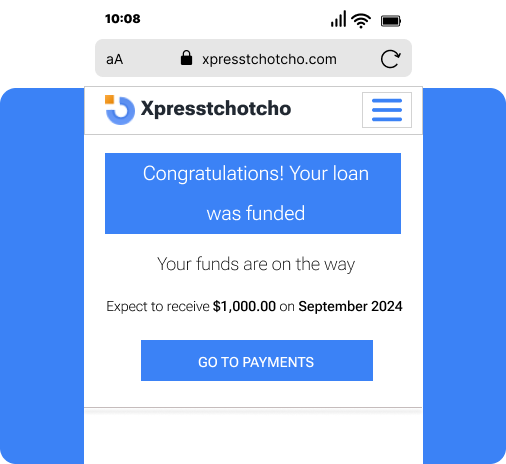 10:08
aA xpresstchotcho.com
Xpresstchotcho
Congratulations! Your loan
was funded
Your funds are on the way
Expect to receive $1,000.00 on September 2024
GO TO PAYMENTS